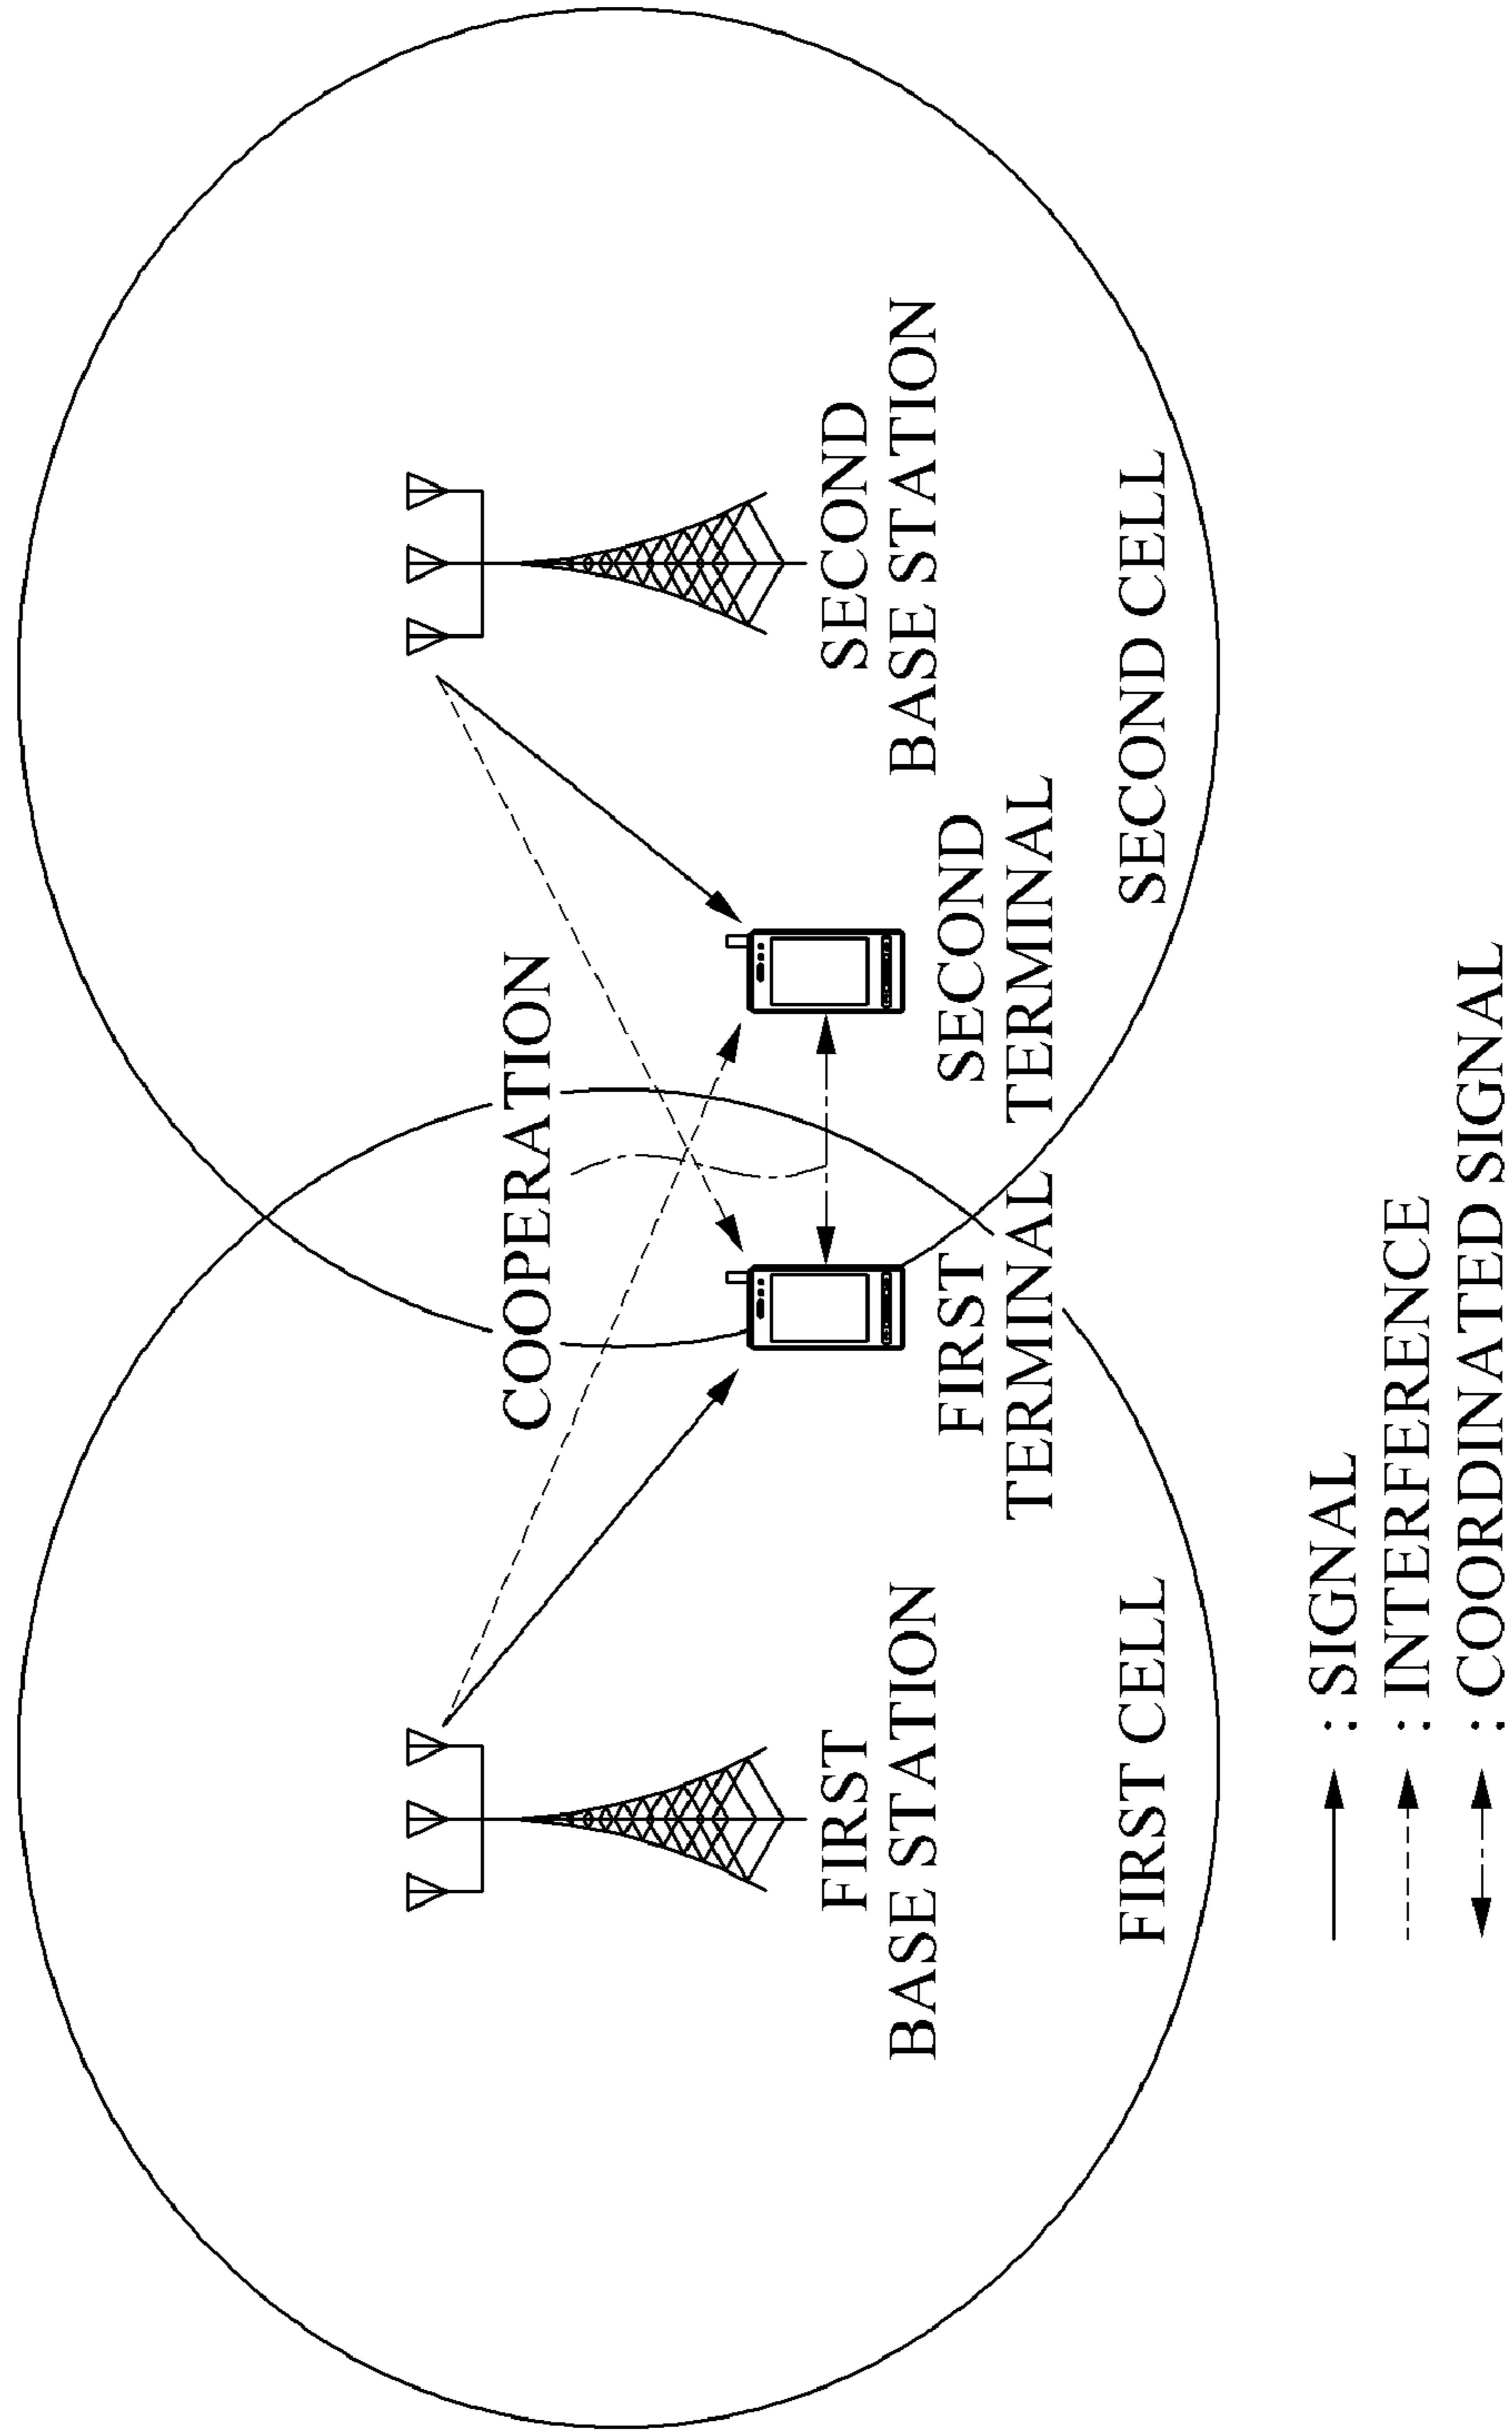 COOPERATION
FIRST
BASE STATION
SECOND
BASE STATION
FIRST
TERMINAL
SECOND
TERMINAL
FIRST CELL
SECOND CELL
: SIGNAL
: INTERFERENCE
: COORDINATED SIGNAL